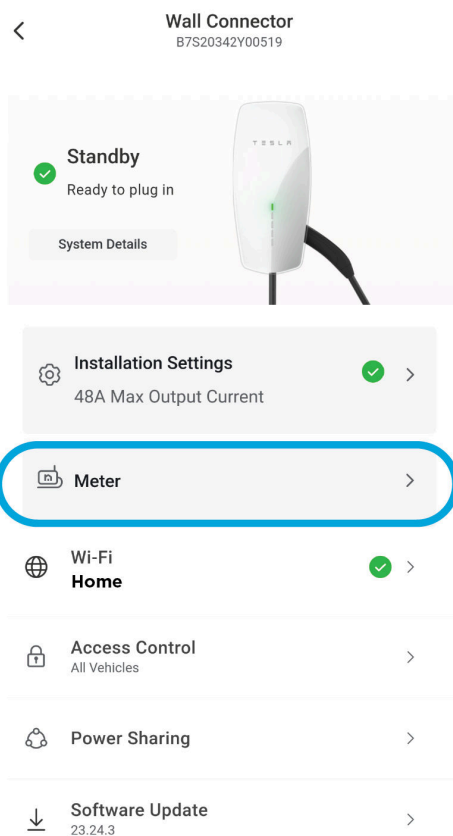 Wall Connector
B7S20342Y00519
TESLA
Standby
Ready to plug in
System Details
Installation Settings
48A Max Output Current
Meter
Wi-Fi
Home
Access Control
All Vehicles
Power Sharing
Software Update
23.24.3